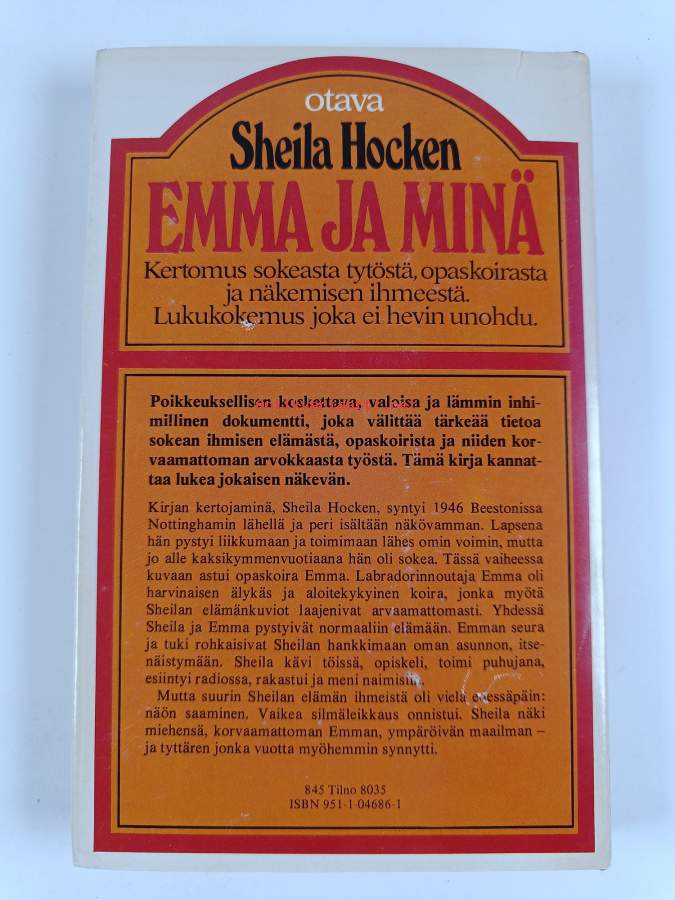 otava
Sheila Hocken
EMMA JA MINÄ
Kertomus sokeasta tytöstä, opaskoirasta
ja näkemisen ihmeestä.
Lukukokemus joka ei hevin unohdu.
Poikkeuksellisen koskettava, valoisa ja lämmin inhi-
millinen dokumentti, joka välittää tärkeää tietoa
sokean ihmisen elämästä, opaskoirista ja niiden kor-
vaamattoman arvokkaasta työstä. Tämä kirja kannat-
taa lukea jokaisen näkevän.
Kirjan kertojaminä, Sheila Hocken, syntyi 1946 Beestonissa
Nottinghamin lähellä ja peri isältään näkövamman. Lapsena
hän pystyi liikkumaan ja toimimaan lähes omin voimin, mutta
jo alle kaksikymmenvuotiaana hän oli sokea. Tässä vaiheessa
kuvaan astui opaskoira Emma. Labradorinnoutaja Emma oli
harvinaisen älykäs ja aloitekykyinen koira, jonka myötä
Sheilan elämänkuviot laajenivat arvaamattomasti. Yhdessä
Sheila ja Emma pystyivät normaaliin elämään. Emman seura
ja tuki rohkaisivat Sheilan hankkimaan oman asunnon, itse-
näistymään. Sheila kävi töissä, opiskeli, toimi puhujana,
esiintyi radiossa, rakastui ja meni naimisiin.
Mutta suurin Sheilan elämän ihmeistä oli vielä edessäpäin:
näön saaminen. Vaikea silmäleikkaus onnistui. Sheila näki
miehensä, korvaamattoman Emman, ympäröivän maailman –
ja tyttären jonka vuotta myöhemmin synnytti.
845 Tilno 8035
ISBN 951-1-04686-1